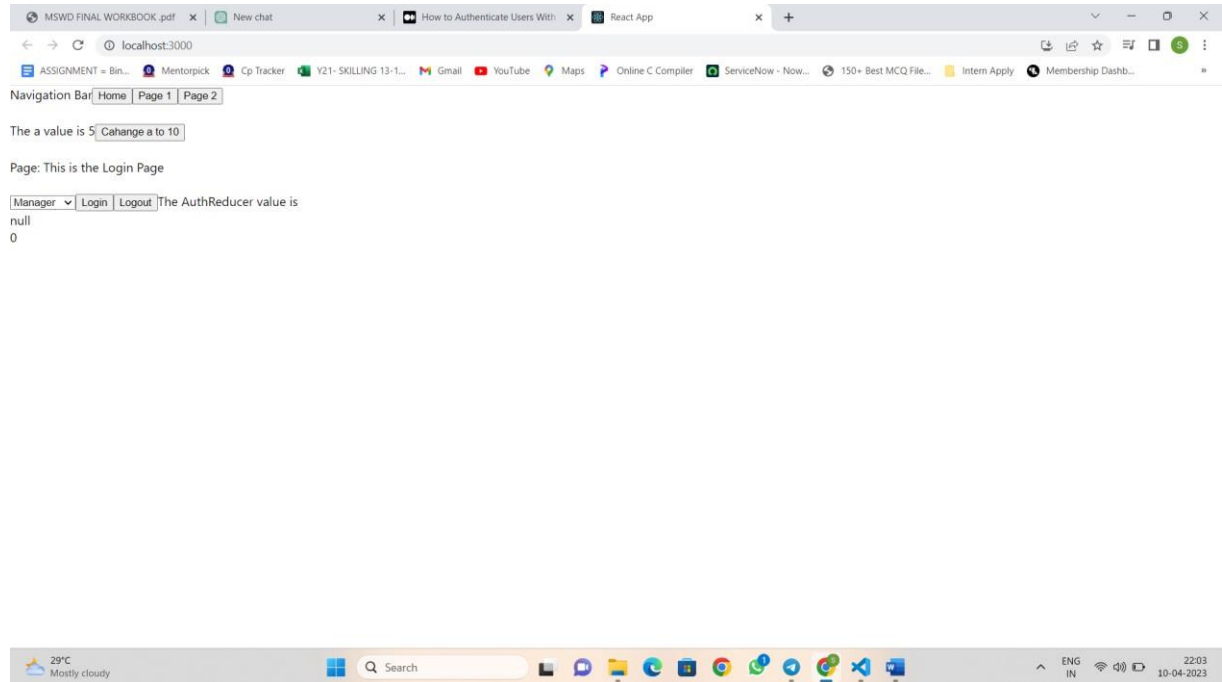 MSWD FINAL WORKBOOK .pdf New chat How to Authenticate Users With React App
localhost:3000 S
ASSIGNMENT = Bin... Mentorpick Cp Tracker Y21- SKILLING 13-1... Gmail YouTube Maps Online C Compiler ServiceNow - Now... 150+ Best MCQ File... Intern Apply Membership Dashb... »
Navigation Bar Home Page 1 Page 2
The a value is 5 Cahange a to 10
Page: This is the Login Page
Manager Login Logout The AuthReducer value is
null
0
29°C
Mostly cloudy
Search
ENG
IN
22:03
10-04-2023